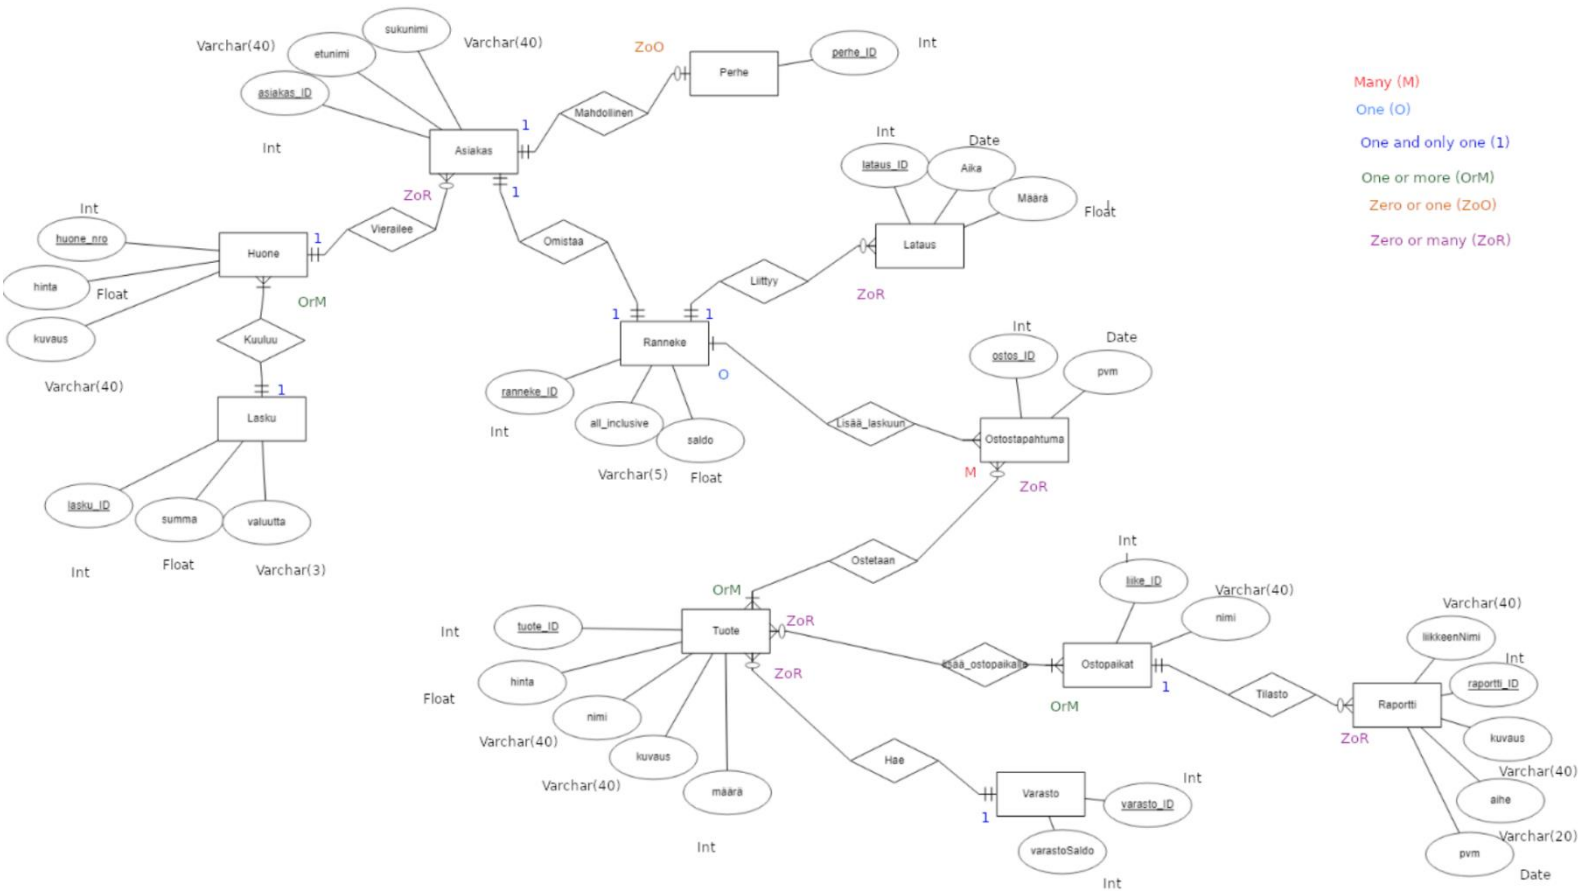 sukunimi
Varchar(40)
etunimi
Varchar(40)
asiakas_ID
Int
Asiakas
1
ZoR
1
ZoO
Mahdollinen
Perhe
perhe_ID
Int
Many (M)
One (O)
One and only one (1)
One or more (OrM)
Zero or one (ZoO)
Zero or many (ZoR)
Int
huone_nro
hinta
Float
kuvaus
Varchar(40)
Huone
1
OrM
Vierailee
Omistaa
Kuuluu
1
Lasku
lasku_ID
Int
summa
Float
valuutta
Varchar(3)
Int
lataus_ID
Date
Aika
Määrä
Float
Lataus
ZoR
Liittyy
1
1
Ranneke
O
ranneke_ID
Int
all_inclusive
Varchar(5)
saldo
Float
Lisää_laskuun
Int
ostos_ID
Date
pvm
Ostostapahtuma
M
ZoR
Ostetaan
OrM
Tuote
ZoR
ZoR
tuote_ID
Int
hinta
Float
nimi
Varchar(40)
kuvaus
Varchar(40)
määrä
Int
lisää_ostopaikalle
OrM
Ostopaikat
1
Int
liike_ID
Varchar(40)
nimi
Tilasto
ZoR
Raportti
Varchar(40)
liikkeenNimi
Int
raportti_ID
kuvaus
Varchar(40)
aihe
Varchar(20)
pvm
Date
Hae
1
Varasto
Int
varasto_ID
varastoSaldo
Int